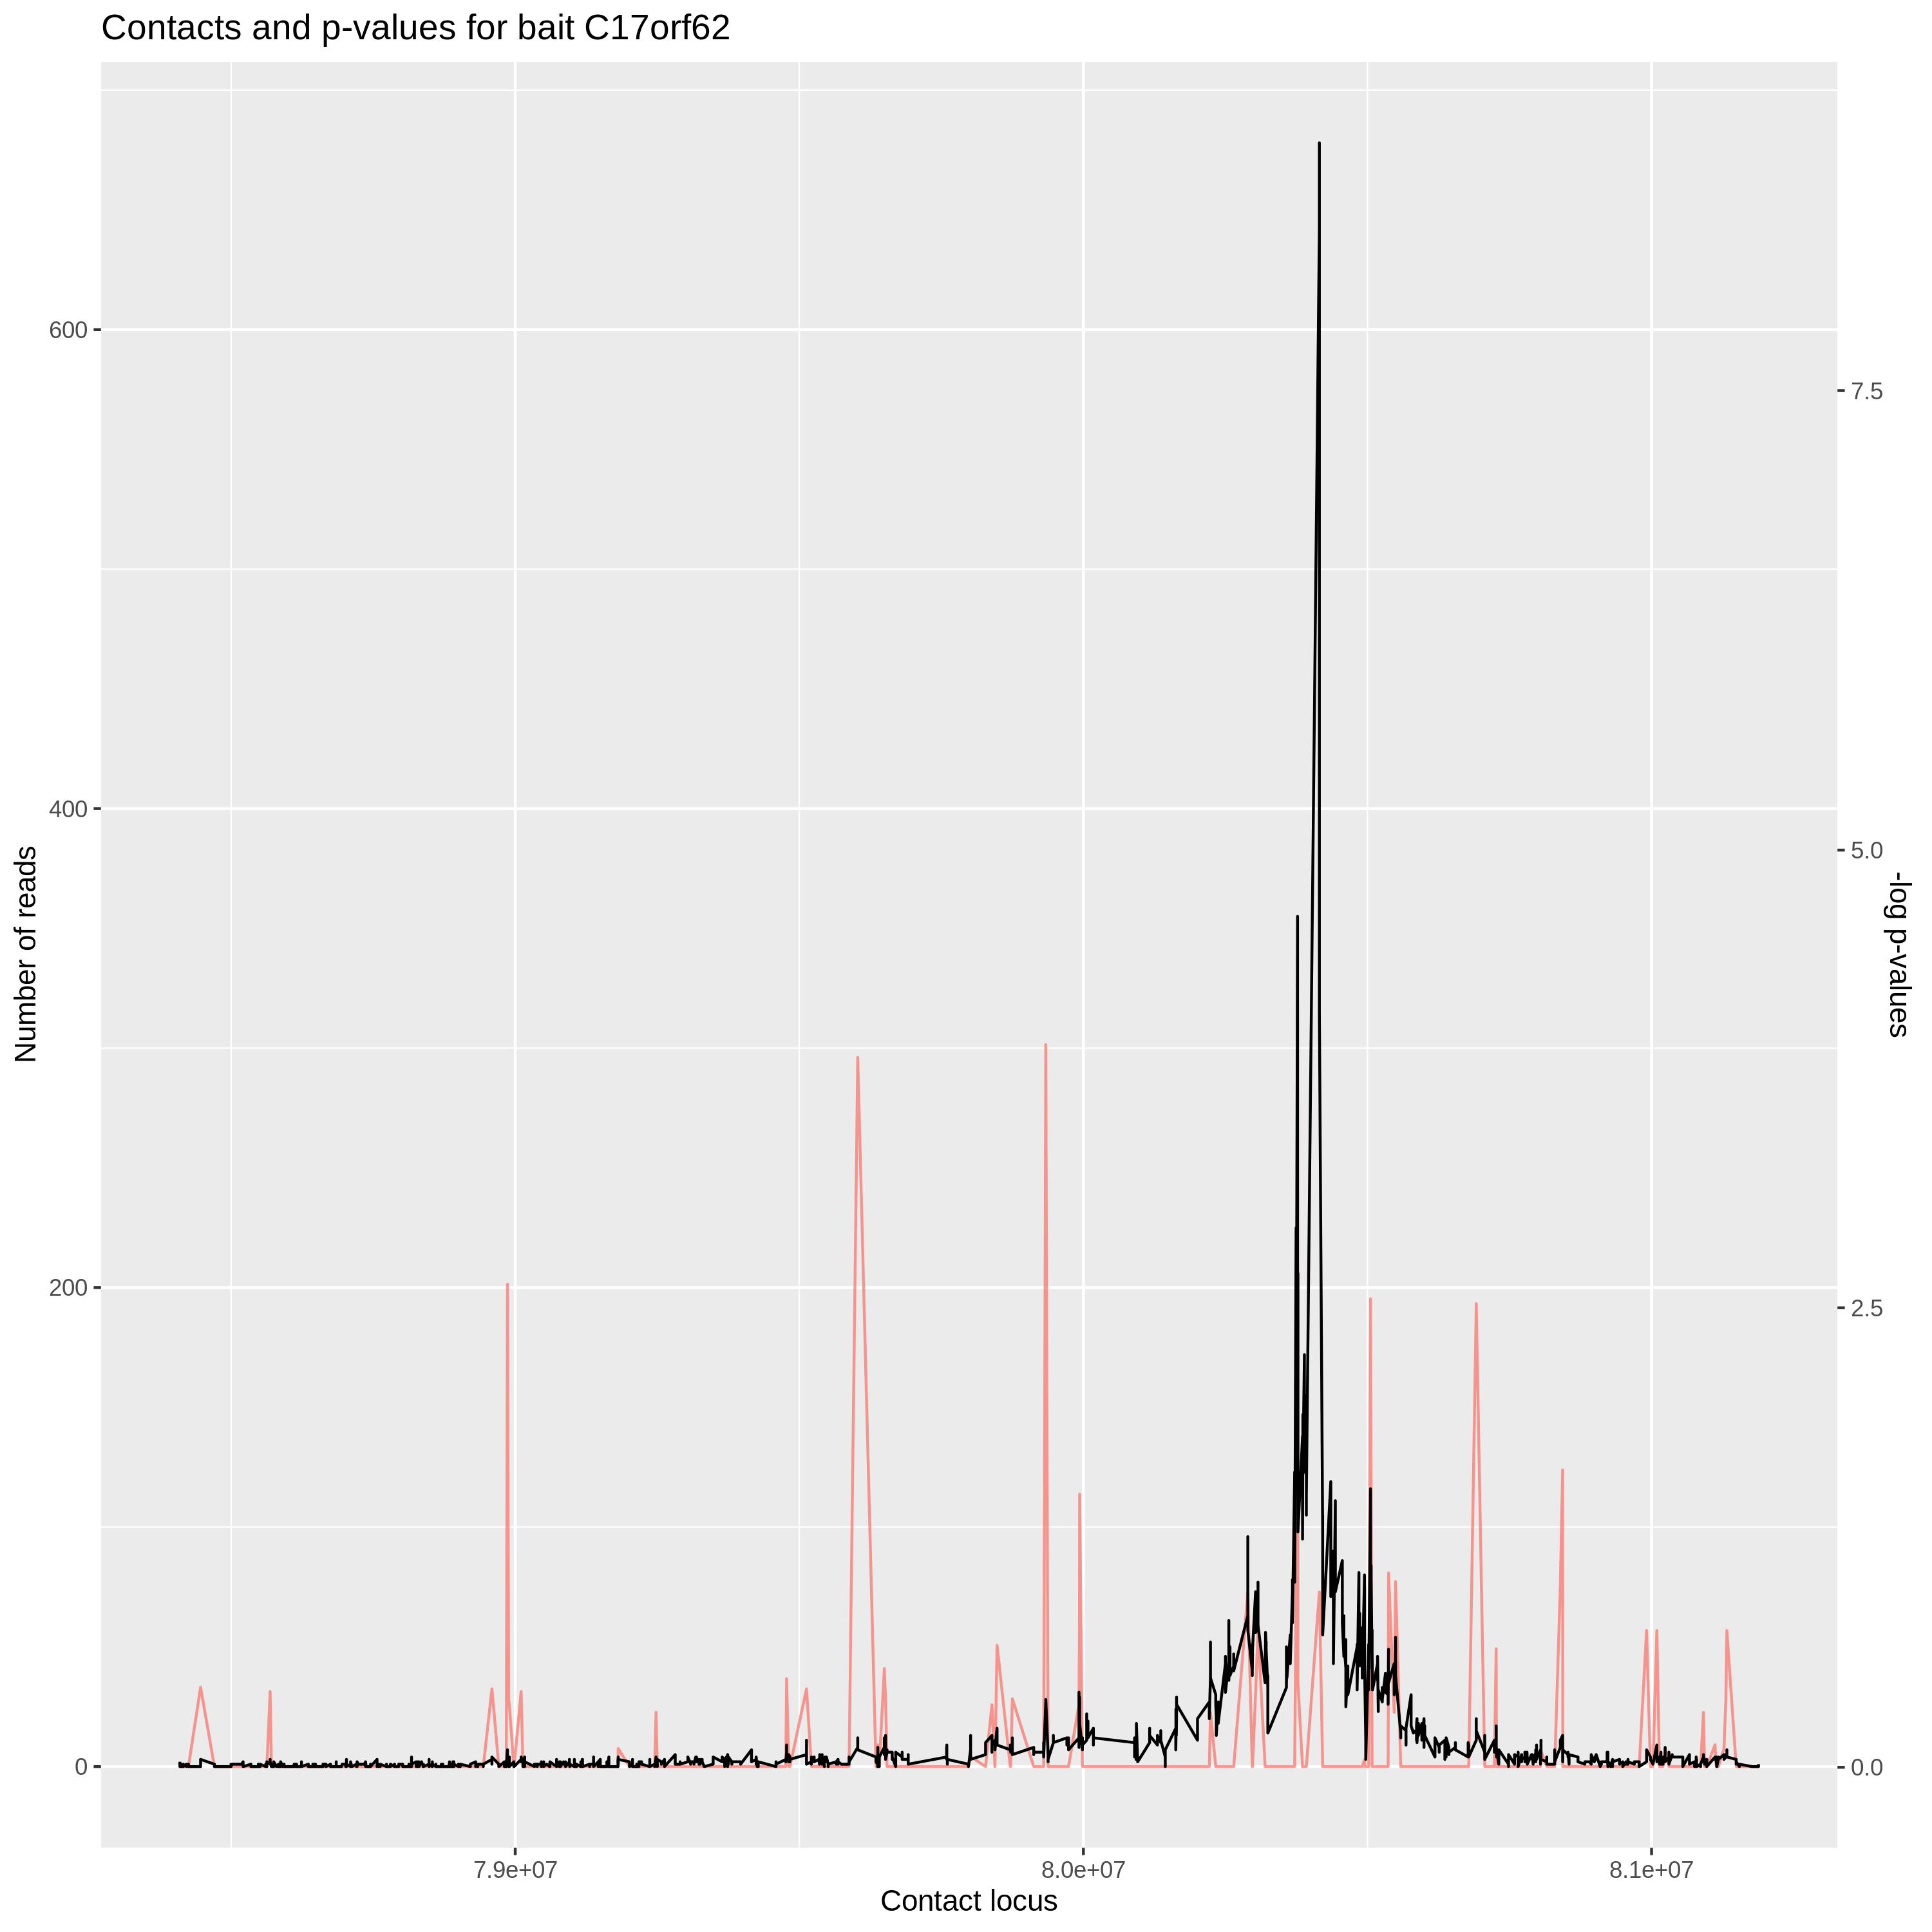 Contacts and p-values for bait C17orf62
600
400
200
0
Number of reads
7.5
5.0
2.5
0.0
-log p-values
7.9e+07
8.0e+07
8.1e+07
Contact locus